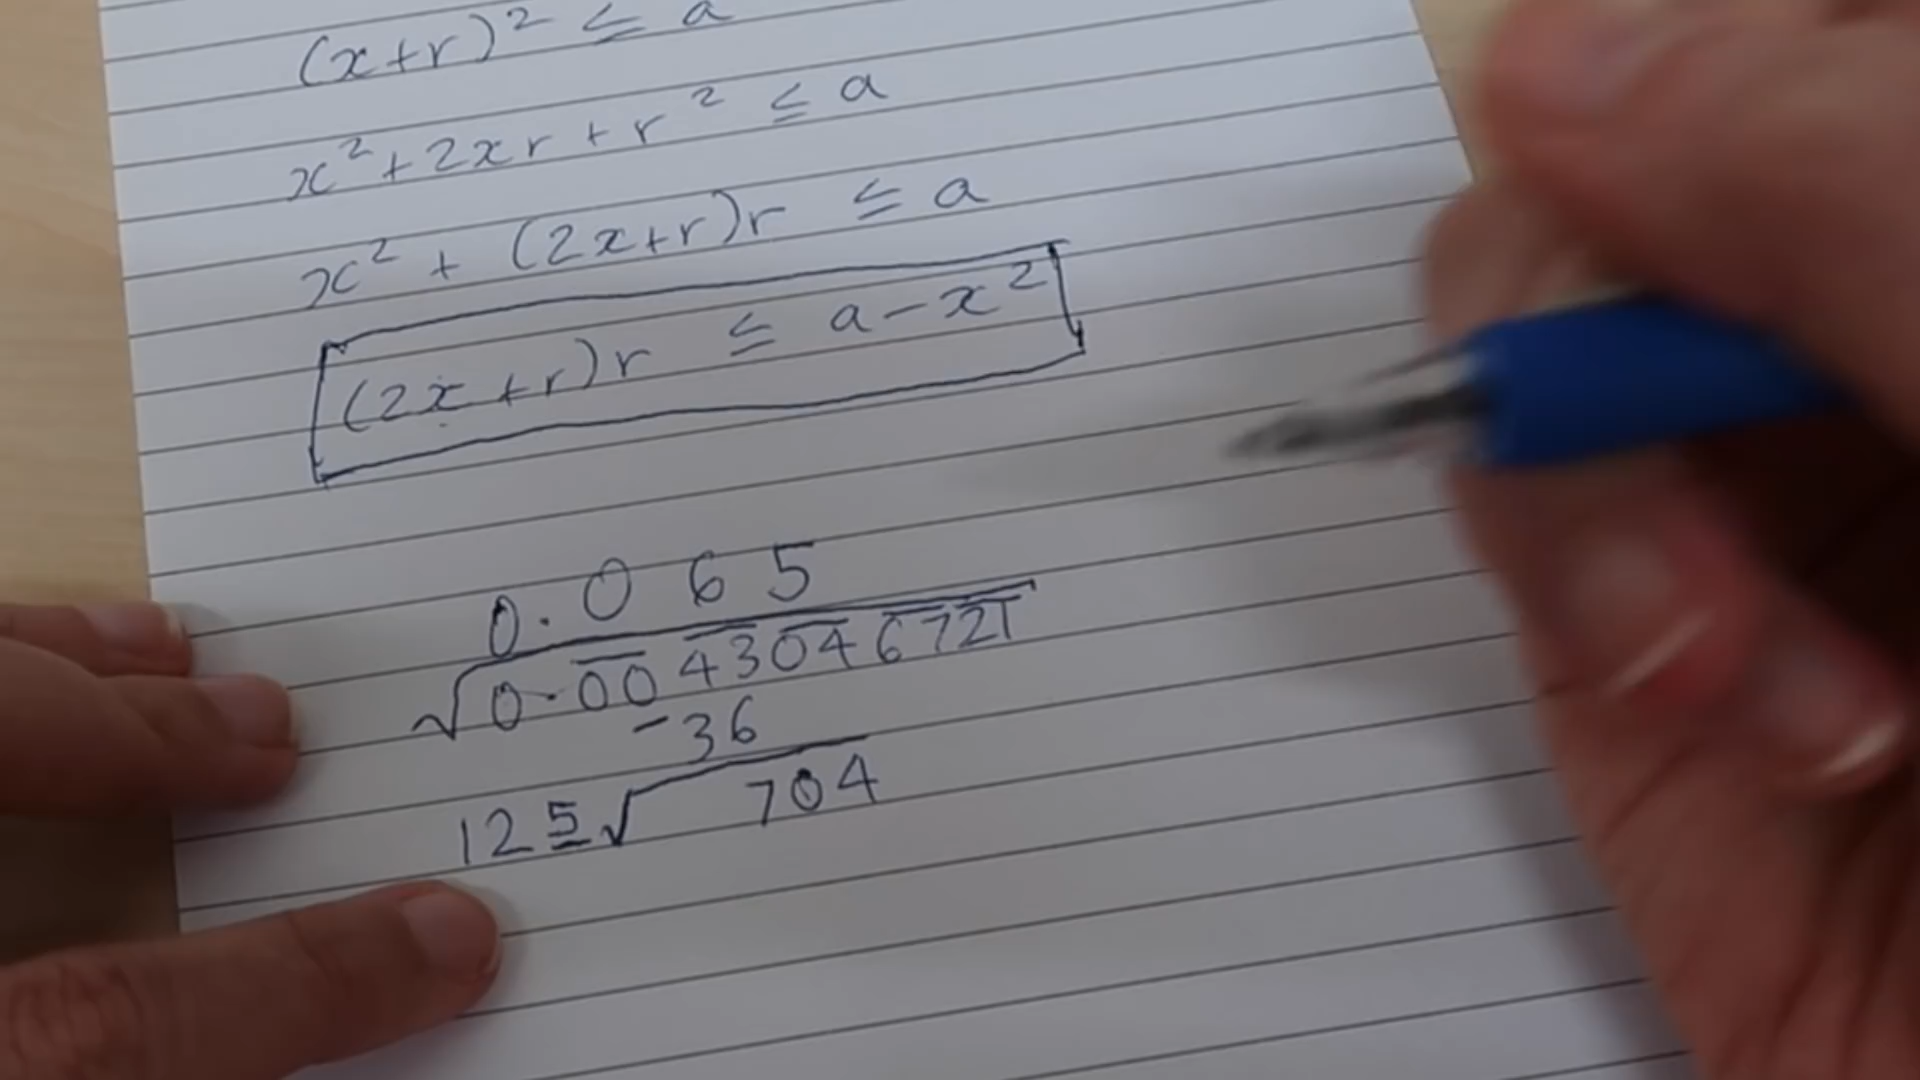 (x+r)² ≤ a
x²+2xr+r² ≤ a
x² + (2x+r)r ≤ a
(2x+r)r ≤ a-x²
0.065
√0.0043046721
-36
125√ 704